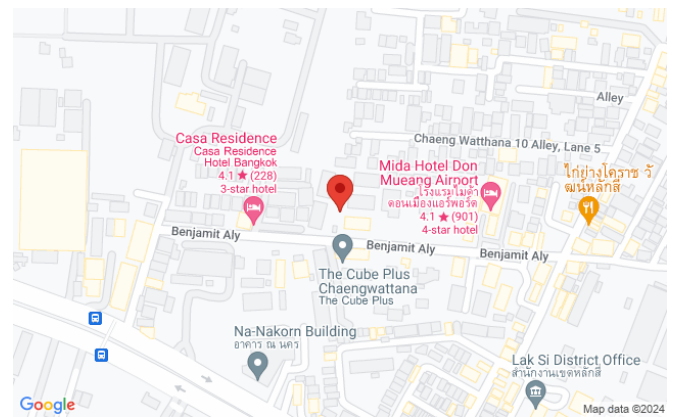 Alley
Chaeng Watthana 10 Alley, Lane 5
Casa Residence
Casa Residence
Hotel Bangkok
4.1 ★ (228)
3-star hotel
Mida Hotel Don
Mueang Airport
โรงแรมไมด้า
ดอนเมืองแอร์พอร์ต
4.1 ★ (901)
4-star hotel
ไก่ย่างโคราช วั
ฒนหลักสี่
Benjamit Aly
Benjamit Aly
Benjamit Aly
The Cube Plus
Chaengwattana
The Cube Plus
Na-Nakorn Building
อาคาร ณ นคร
Lak Si District Office
สำนักงานเขตหลักสี่
Google
Map data ©2024